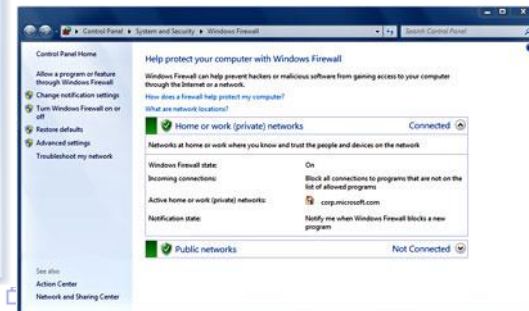 Control Panel ▸ System and Security ▸ Windows Firewall
Search Control Panel
Control Panel Home
Allow a program or feature
through Windows Firewall
Change notification settings
Turn Windows Firewall on or
off
Restore defaults
Advanced settings
Troubleshoot my network
See also
Action Center
Network and Sharing Center
Help protect your computer with Windows Firewall
Windows Firewall can help prevent hackers or malicious software from gaining access to your computer
through the Internet or a network.
How does a firewall help protect my computer?
What are network locations?
Home or work (private) networks Connected
Networks at home or work where you know and trust the people and devices on the network
Windows Firewall state: On
Incoming connections: Block all connections to programs that are not on the
list of allowed programs
Active home or work (private) networks: corp.microsoft.com
Notification state: Notify me when Windows Firewall blocks a new
program
Public networks Not Connected